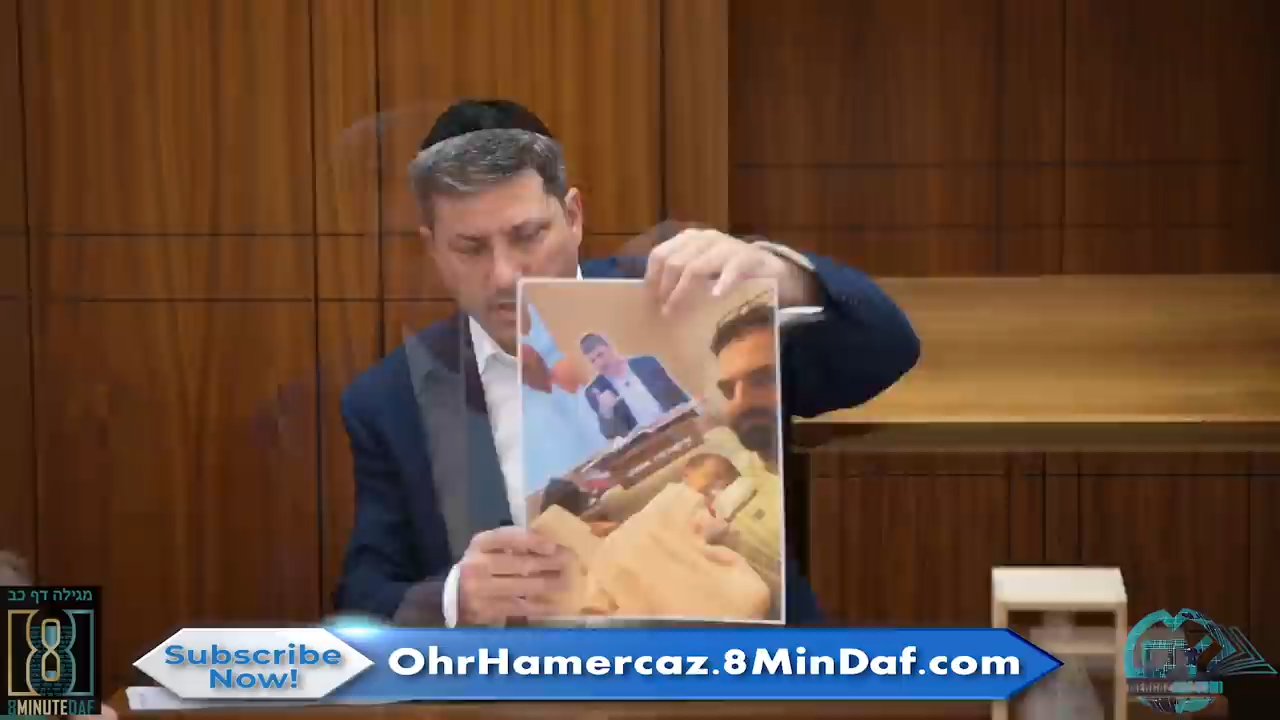 מגילה דף כב
8
8MINUTEDAF
Subscribe
Now!
OhrHamercaz.8MinDaf.com